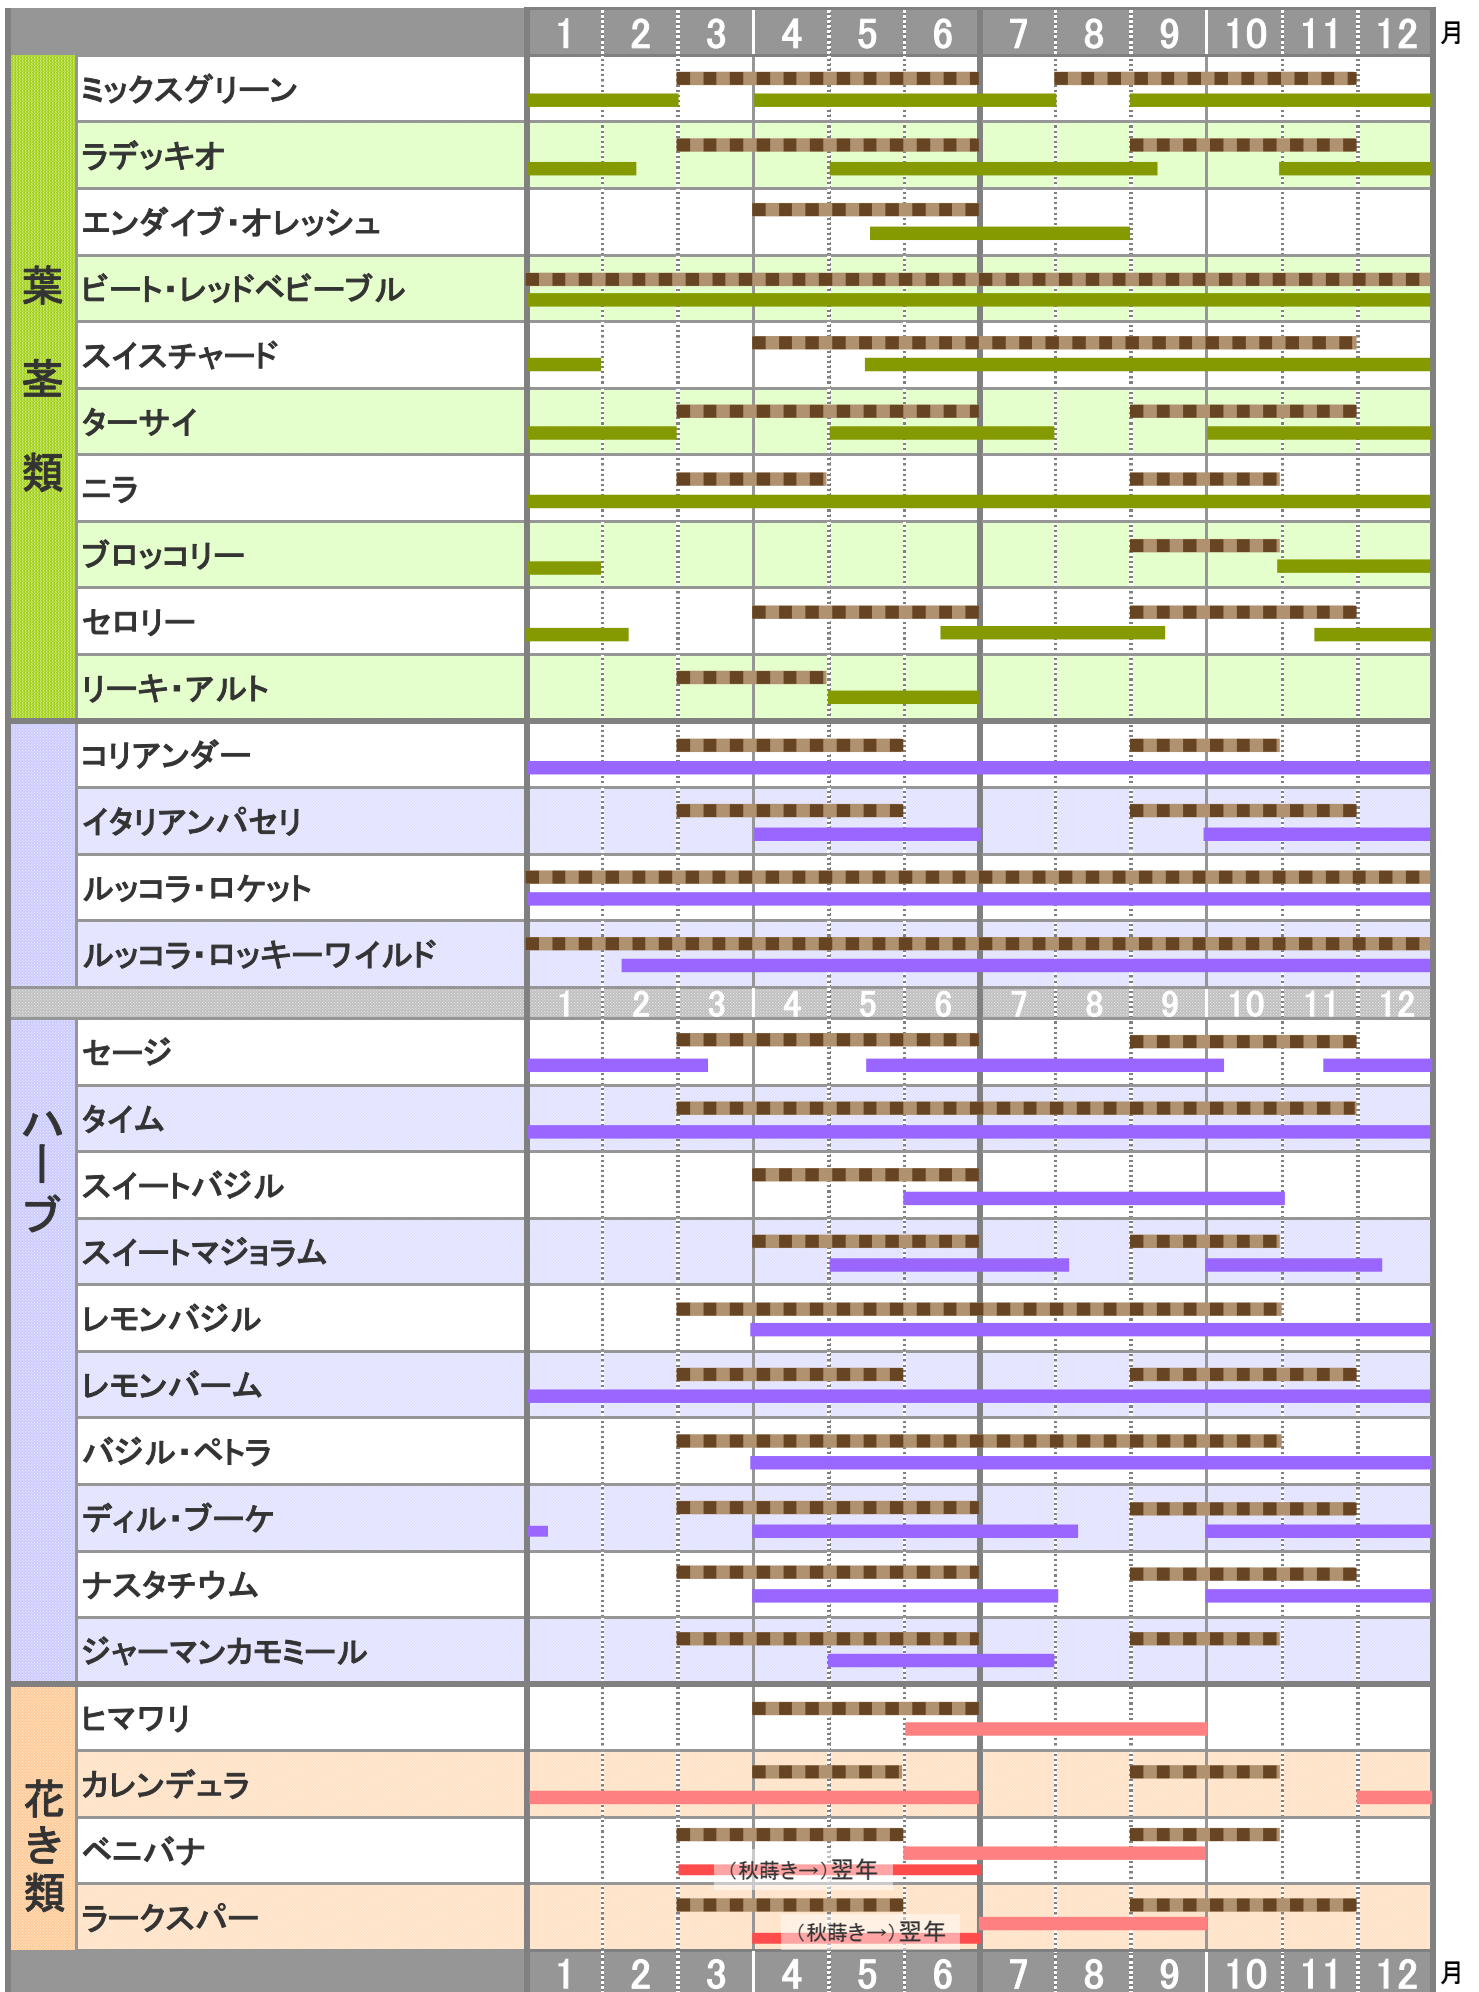 1 2 3 4 5 6 7 8 9 10 11 12 月
葉茎類
ミックスグリーン
ラデッキオ
エンダイブ・オレッシュ
ビート・レッドベビーブル
スイスチャード
ターサイ
ニラ
ブロッコリー
セロリー
リーキ・アルト
コリアンダー
イタリアンパセリ
ルッコラ・ロケット
ルッコラ・ロッキーワイルド
1 2 3 4 5 6 7 8 9 10 11 12
ハーブ
セージ
タイム
スイートバジル
スイートマジョラム
レモンバジル
レモンバーム
バジル・ペトラ
ディル・ブーケ
ナスタチウム
ジャーマンカモミール
花き類
ヒマワリ
カレンデュラ
ベニバナ
（秋蒔き→）翌年
ラークスパー
（秋蒔き→）翌年
1 2 3 4 5 6 7 8 9 10 11 12 月